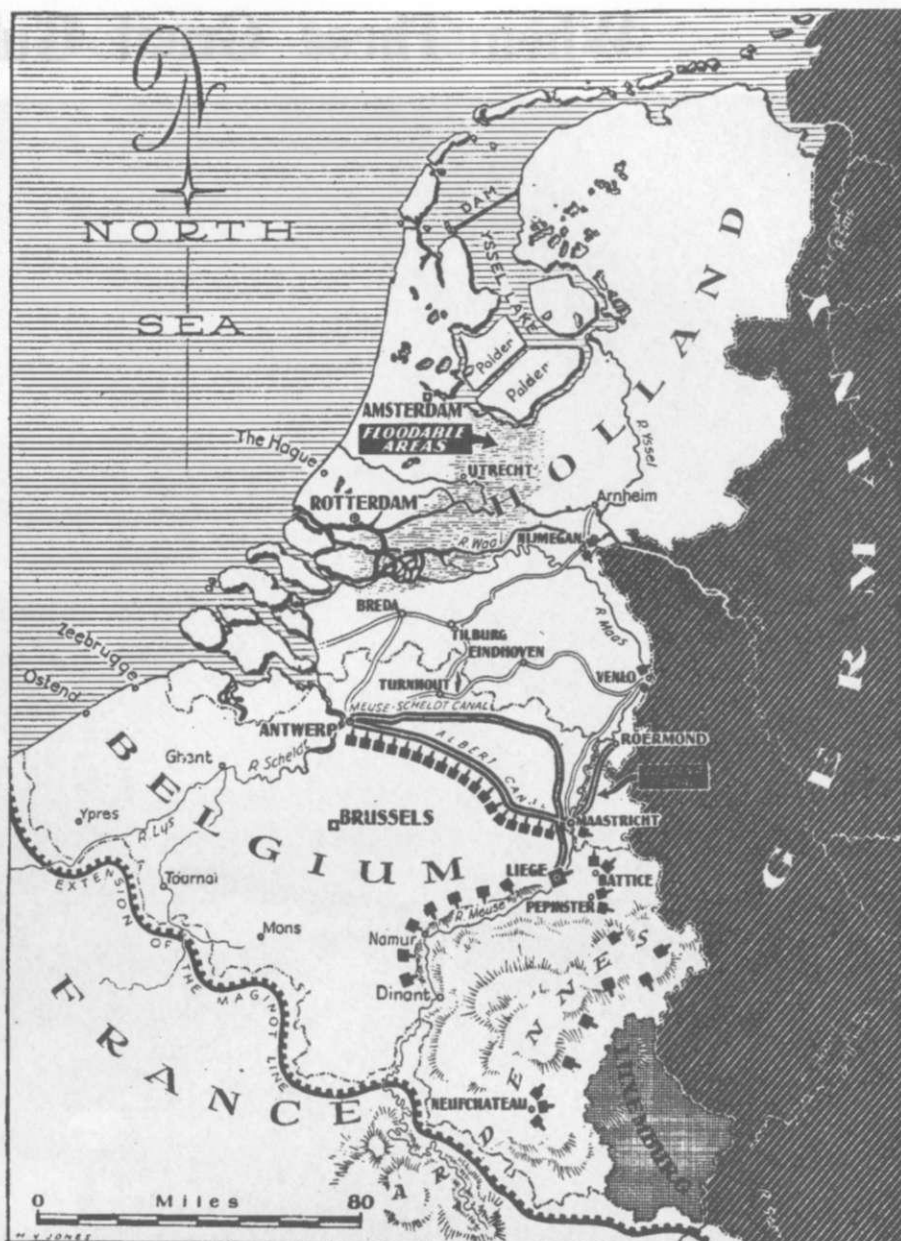 N
NORTH
SEA
DAM
YSSEL LAKE
Polder
Polder
AMSTERDAM
FLOODABLE
AREAS
The Hague
UTRECHT
HOLLAND
R. Yssel
ROTTERDAM
Arnheim
R. Waal
NIJMEGAN
GERMANY
BREDA
R. Maas
TILBURG
EINDHOVEN
Zeebrugge
VENLO
Ostend
TURNHOUT
MEUSE-SCHELDT CANAL
ANTWERP
ROERMOND
ALBERT CANAL
Ghent
R. Scheldt
BELGIUM
Ypres
R. Lys
BRUSSELS
MAASTRICHT
LIEGE
BATTICE
Tournai
PEPINSTER
R. Meuse
EXTENSION OF THE MAGINOT LINE
Mons
Namur
Dinant
ARDENNES
FRANCE
LUXEMBURG
NEUFCHATEAU
0 Miles 80
H V JONES